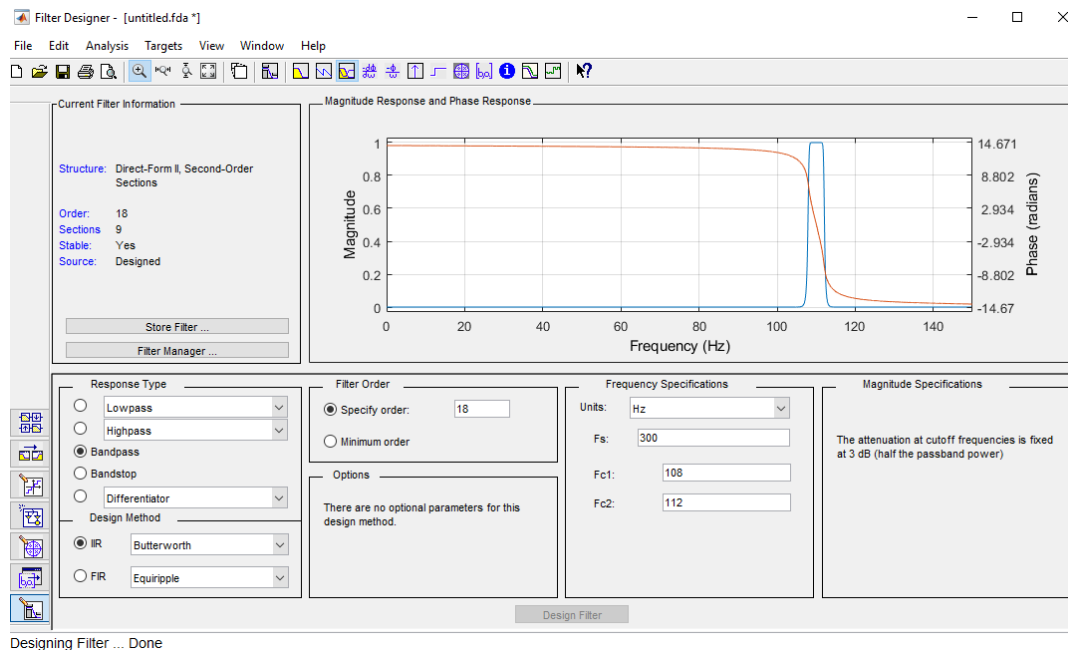 Filter Designer - [untitled.fda *]
File Edit Analysis Targets View Window Help
Current Filter Information
Structure: Direct-Form II, Second-Order
Sections
Order: 18
Sections 9
Stable: Yes
Source: Designed
Store Filter ...
Filter Manager ...
Magnitude Response and Phase Response
1
0.8
0.6
0.4
0.2
0
Magnitude
14.671
8.802
2.934
-2.934
-8.802
-14.67
Phase (radians)
0 20 40 60 80 100 120 140
Frequency (Hz)
Response Type
Lowpass
Highpass
Bandpass
Bandstop
Differentiator
Design Method
IIR Butterworth
FIR Equiripple
Filter Order
Specify order: 18
Minimum order
Options
There are no optional parameters for this
design method.
Frequency Specifications
Units: Hz
Fs: 300
Fc1: 108
Fc2: 112
Magnitude Specifications
The attenuation at cutoff frequencies is fixed
at 3 dB (half the passband power)
Design Filter
Designing Filter ... Done